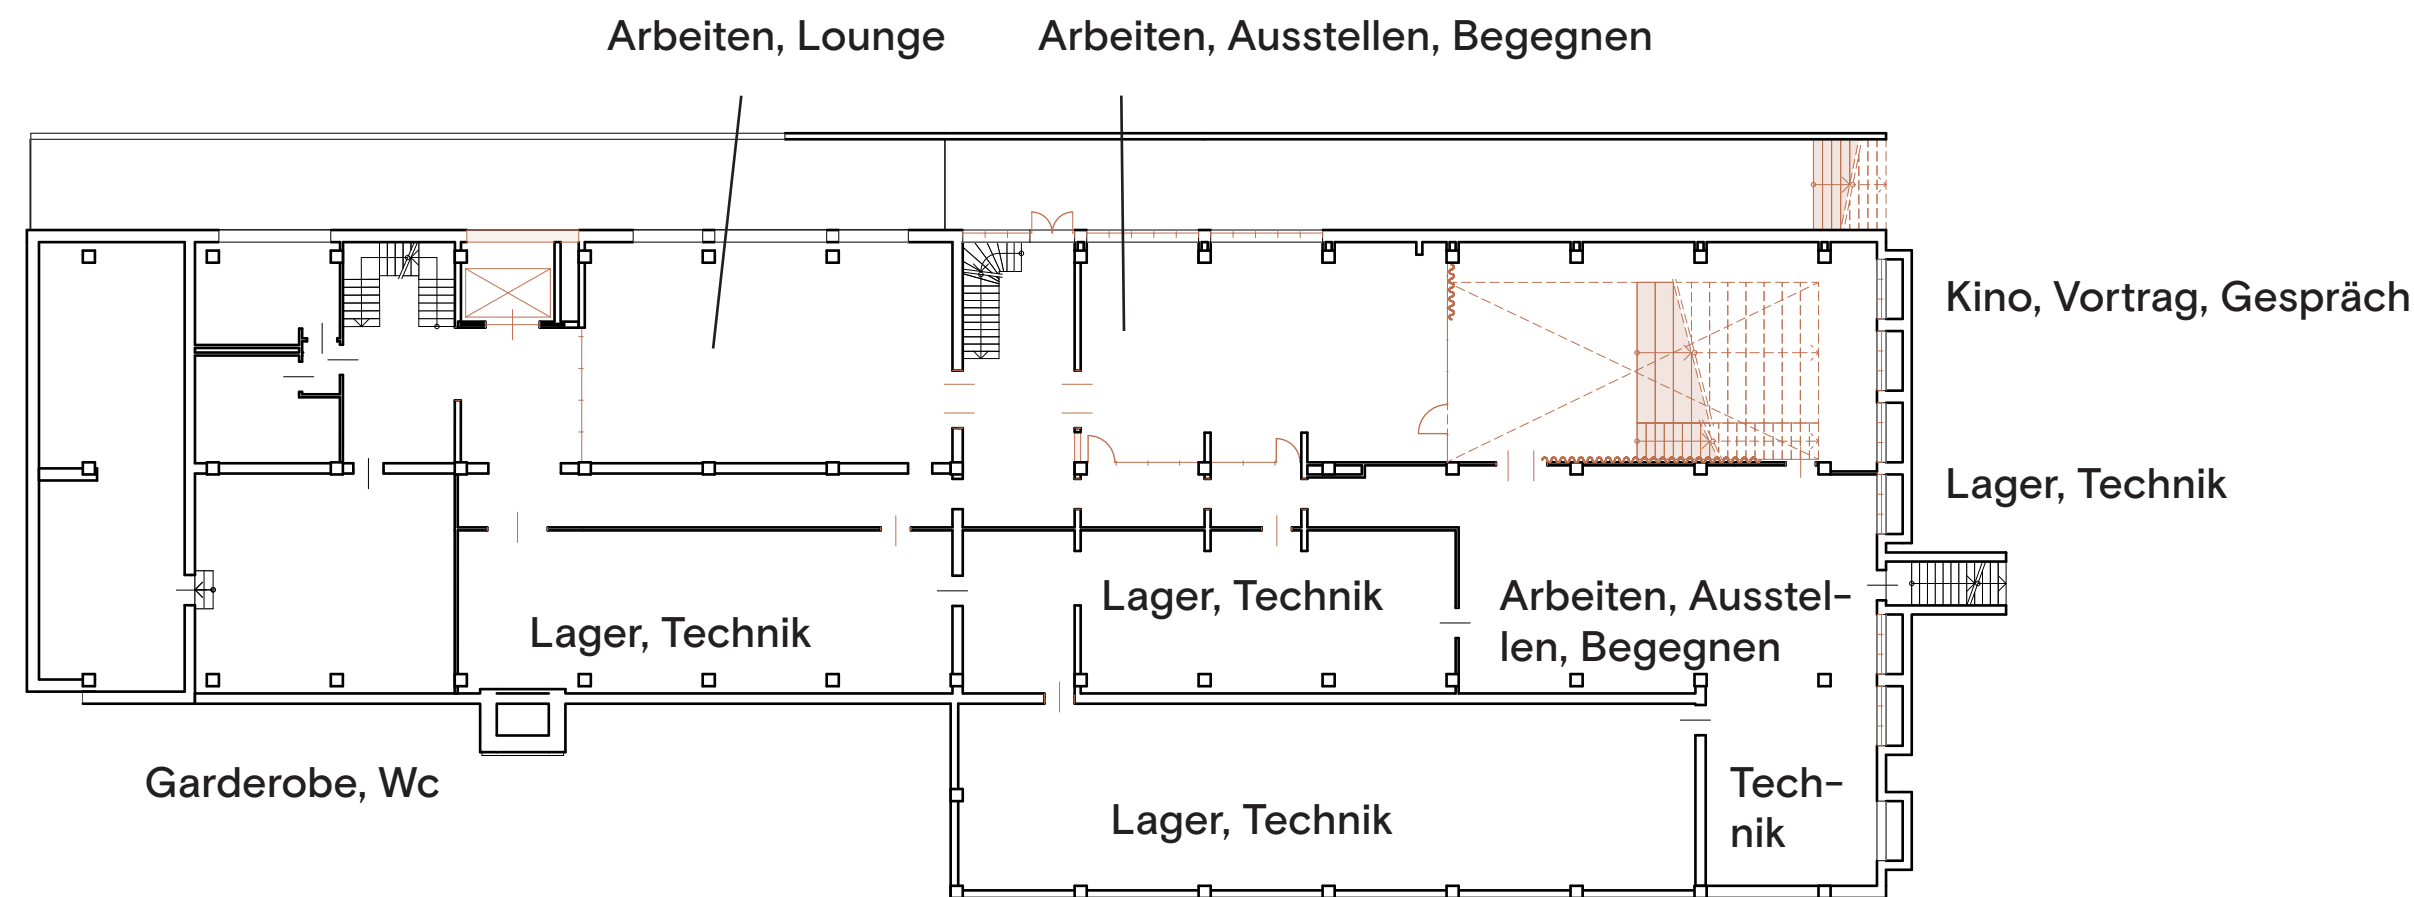 Arbeiten, Lounge
Arbeiten, Ausstellen, Begegnen
Kino, Vortrag, Gespräch
Lager, Technik
Lager, Technik
Arbeiten, Ausstel-
len, Begegnen
Lager, Technik
Garderobe, Wc
Tech-
nik
Lager, Technik